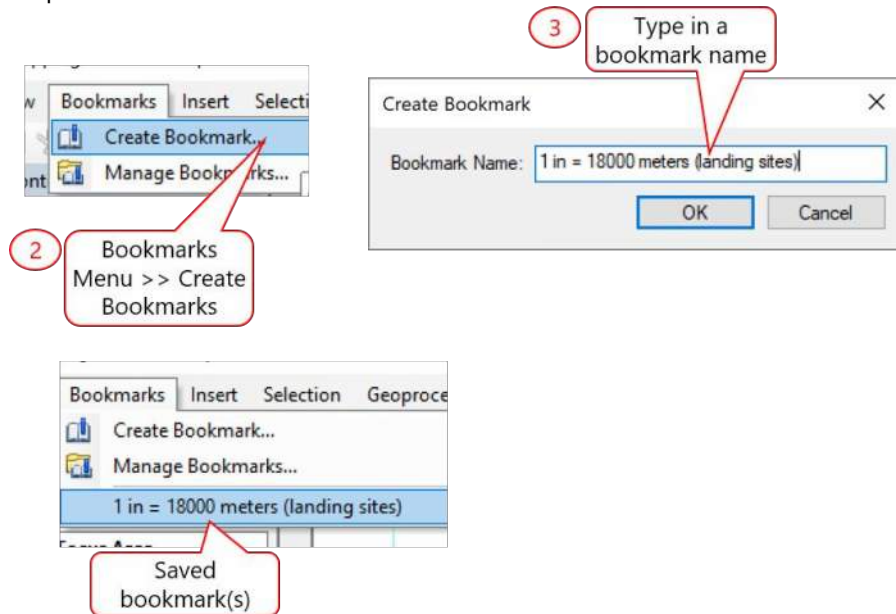 3
Type in a
bookmark name
Bookmarks Insert Selecti
Create Bookmark...
Manage Bookmarks...
2
Bookmarks
Menu >> Create
Bookmarks
Create Bookmark
Bookmark Name: 1 in = 18000 meters (landing sites)
OK Cancel
Bookmarks Insert Selection Geoproce
Create Bookmark...
Manage Bookmarks...
1 in = 18000 meters (landing sites)
Saved
bookmark(s)